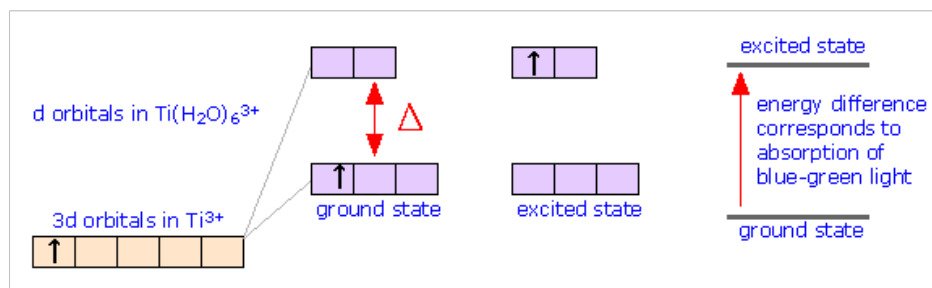 d orbitals in Ti(H₂O)₆³⁺
3d orbitals in Ti³⁺
Δ
ground state
excited state
excited state
energy difference
corresponds to
absorption of
blue-green light
ground state